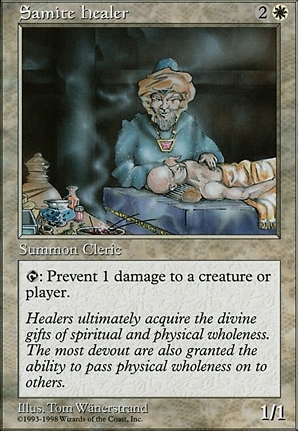 Samite Healer 2
Summon Cleric
: Prevent 1 damage to a creature or
player.
Healers ultimately acquire the divine
gifts of spiritual and physical wholeness.
The most devout are also granted the
ability to pass physical wholeness on to
others.
Illus. Tom Wänerstrand
©1993-1998 Wizards of the Coast, Inc.
1/1